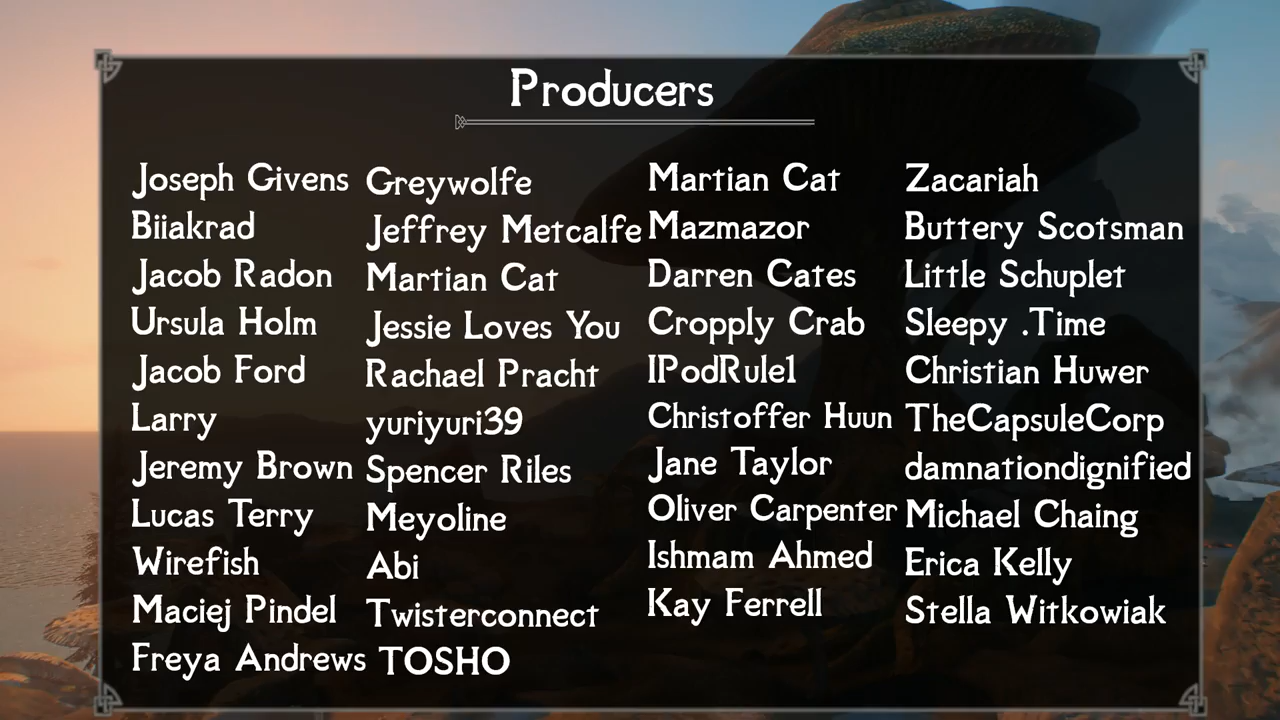 Producers
Joseph Givens
Biiakrad
Jacob Radon
Ursula Holm
Jacob Ford
Larry
Jeremy Brown
Lucas Terry
Wirefish
Maciej Pindel
Freya Andrews
Greywolfe
Jeffrey Metcalfe
Martian Cat
Jessie Loves You
Rachael Pracht
yuriyuri39
Spencer Riles
Meyoline
Abi
Twisterconnect
TOSHO
Martian Cat
Mazmazor
Darren Cates
Cropply Crab
IPodRule1
Christoffer Huun
Jane Taylor
Oliver Carpenter
Ishmam Ahmed
Kay Ferrell
Zacariah
Buttery Scotsman
Little Schuplet
Sleepy .Time
Christian Huwer
TheCapsuleCorp
damnationdignified
Michael Chaing
Erica Kelly
Stella Witkowiak